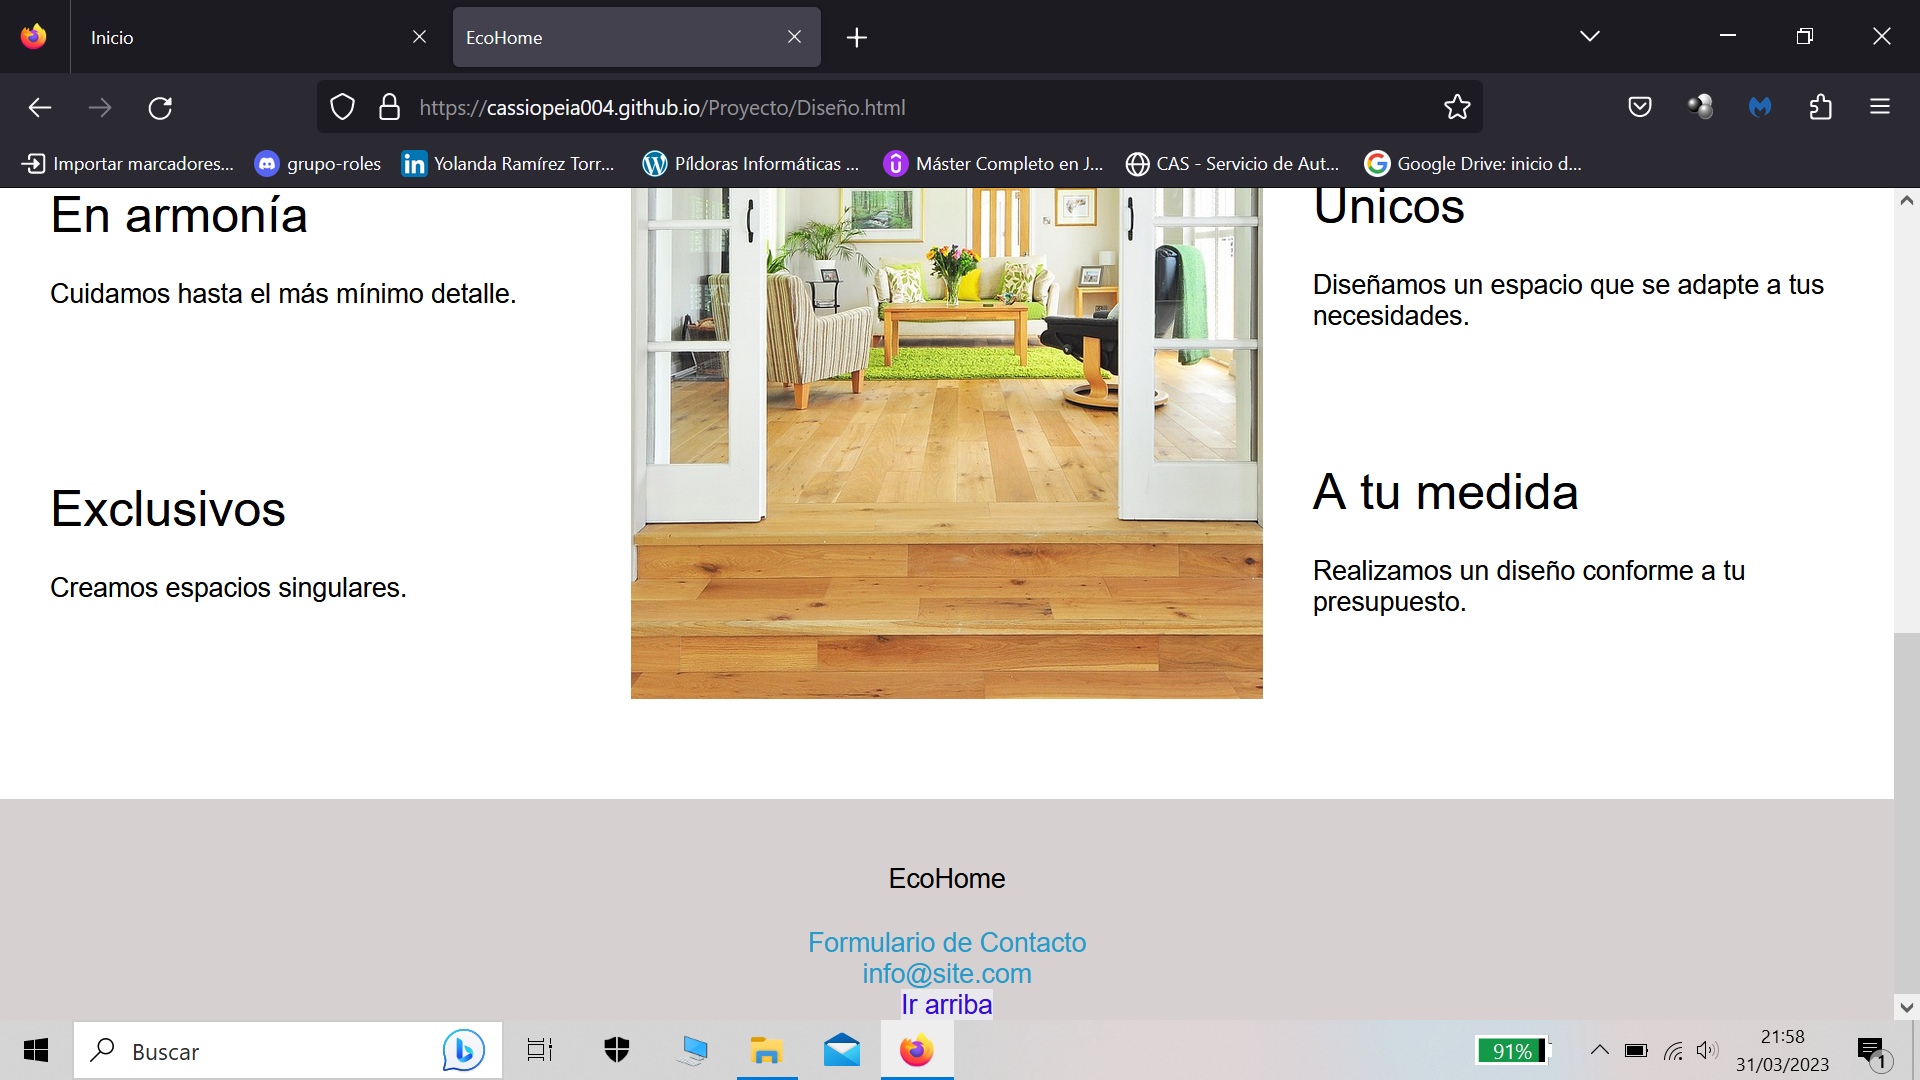 Inicio
EcoHome
https://cassiopeia004.github.io/Proyecto/Diseño.html
Importar marcadores...
grupo-roles
Yolanda Ramírez Torr...
Píldoras Informáticas ...
Máster Completo en J...
CAS - Servicio de Aut...
Google Drive: inicio d...
En armonía
Cuidamos hasta el más mínimo detalle.
Exclusivos
Creamos espacios singulares.
Únicos
Diseñamos un espacio que se adapte a tus
necesidades.
A tu medida
Realizamos un diseño conforme a tu
presupuesto.
EcoHome
Formulario de Contacto
info@site.com
Ir arriba
Buscar
91%
21:58
31/03/2023
1